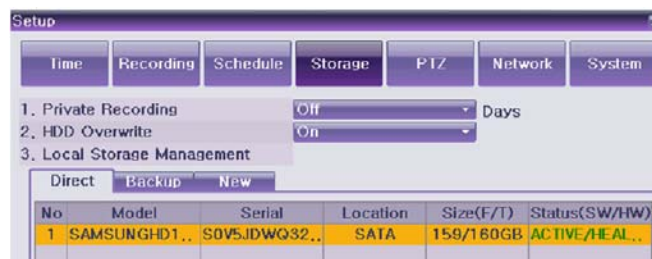 Setup
Time Recording Schedule Storage PTZ Network System
1. Private Recording Off Days
2. HDD Overwrite On
3. Local Storage Management
Direct Backup New
No Model Serial Location Size(F/T) Status(SW/HW)
1 SAMSUNGHD1.. S0V5JDWQ32.. SATA 159/160GB ACTIVE/HEAL..